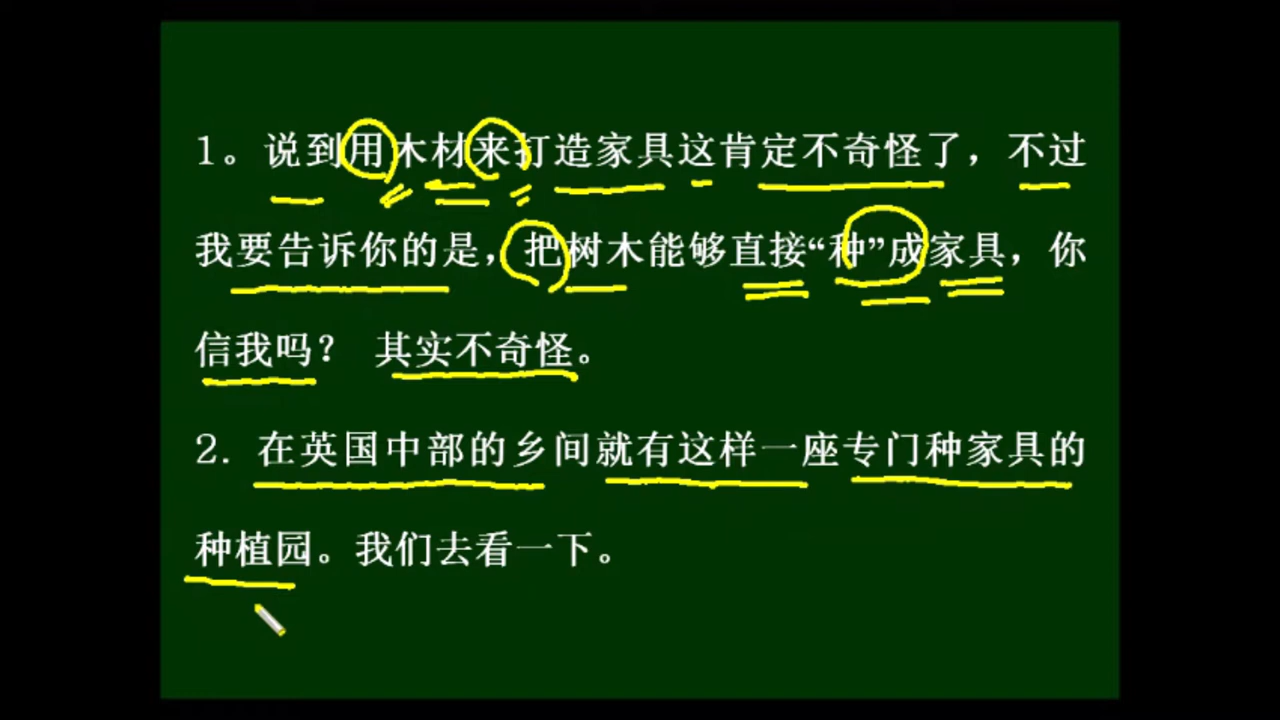 1。说到用木材来打造家具这肯定不奇怪了，不过
我要告诉你的是，把树木能够直接“种”成家具，你
信我吗？ 其实不奇怪。
2. 在英国中部的乡间就有这样一座专门种家具的
种植园。我们去看一下。